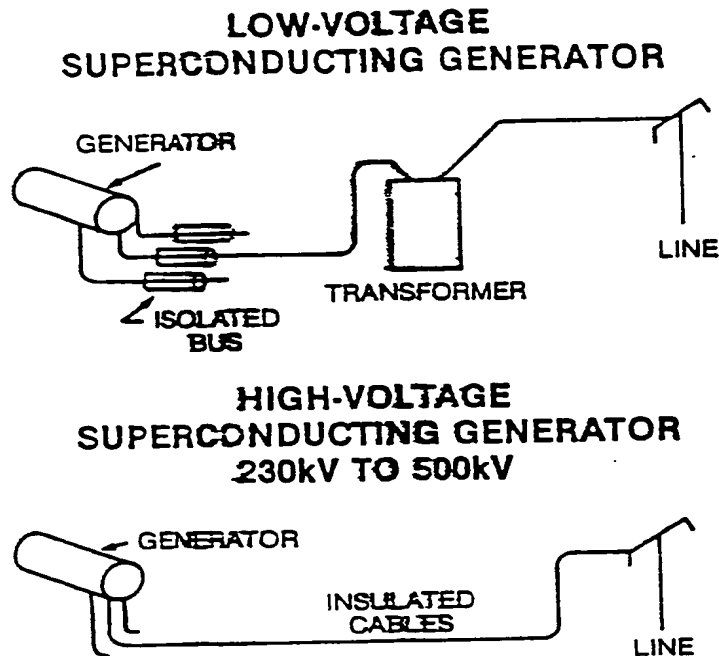 LOW-VOLTAGE
SUPERCONDUCTING GENERATOR
GENERATOR
LINE
TRANSFORMER
ISOLATED
BUS
HIGH-VOLTAGE
SUPERCONDUCTING GENERATOR
230kV TO 500kV
GENERATOR
INSULATED
CABLES
LINE